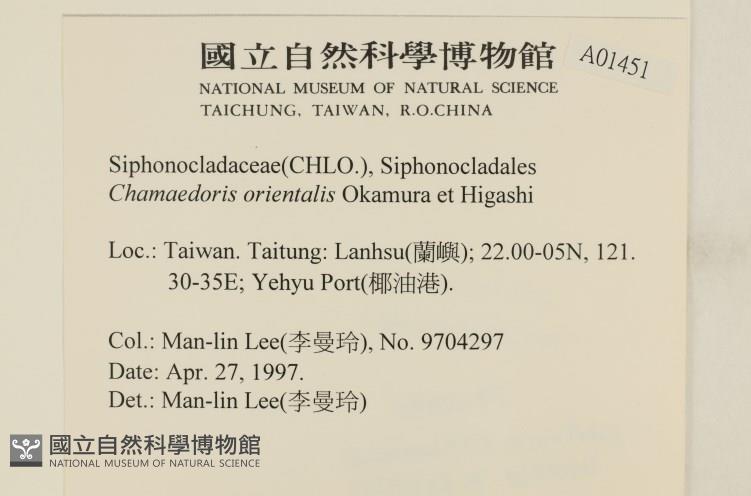 國立自然科學博物館
A01451
NATIONAL MUSEUM OF NATURAL SCIENCE
TAICHUNG, TAIWAN, R.O.CHINA
Siphonocladaceae(CHLO.), Siphonocladales
Chamaedoris orientalis Okamura et Higashi
Loc.: Taiwan. Taitung: Lanhsu(蘭嶼); 22.00-05N, 121.
30-35E; Yehyu Port(椰油港).
Col.: Man-lin Lee(李曼玲), No. 9704297
Date: Apr. 27, 1997.
Det.: Man-lin Lee(李曼玲)
國立自然科學博物館
NATIONAL MUSEUM OF NATURAL SCIENCE